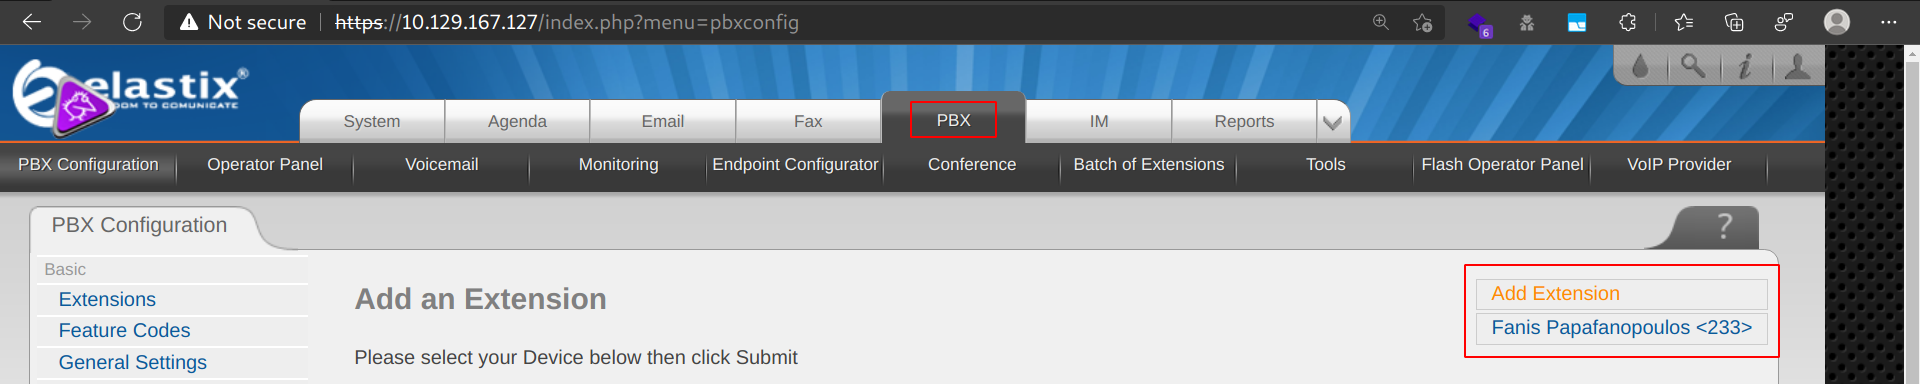 Not secure https://10.129.167.127/index.php?menu=pbxconfig
6
elastix®
DOM TO COMUNICATE
System Agenda Email Fax PBX IM Reports
PBX Configuration Operator Panel Voicemail Monitoring Endpoint Configurator Conference Batch of Extensions Tools Flash Operator Panel VoIP Provider
PBX Configuration
?
Basic
Extensions
Feature Codes
General Settings
Add an Extension
Please select your Device below then click Submit
Add Extension
Fanis Papafanopoulos <233>